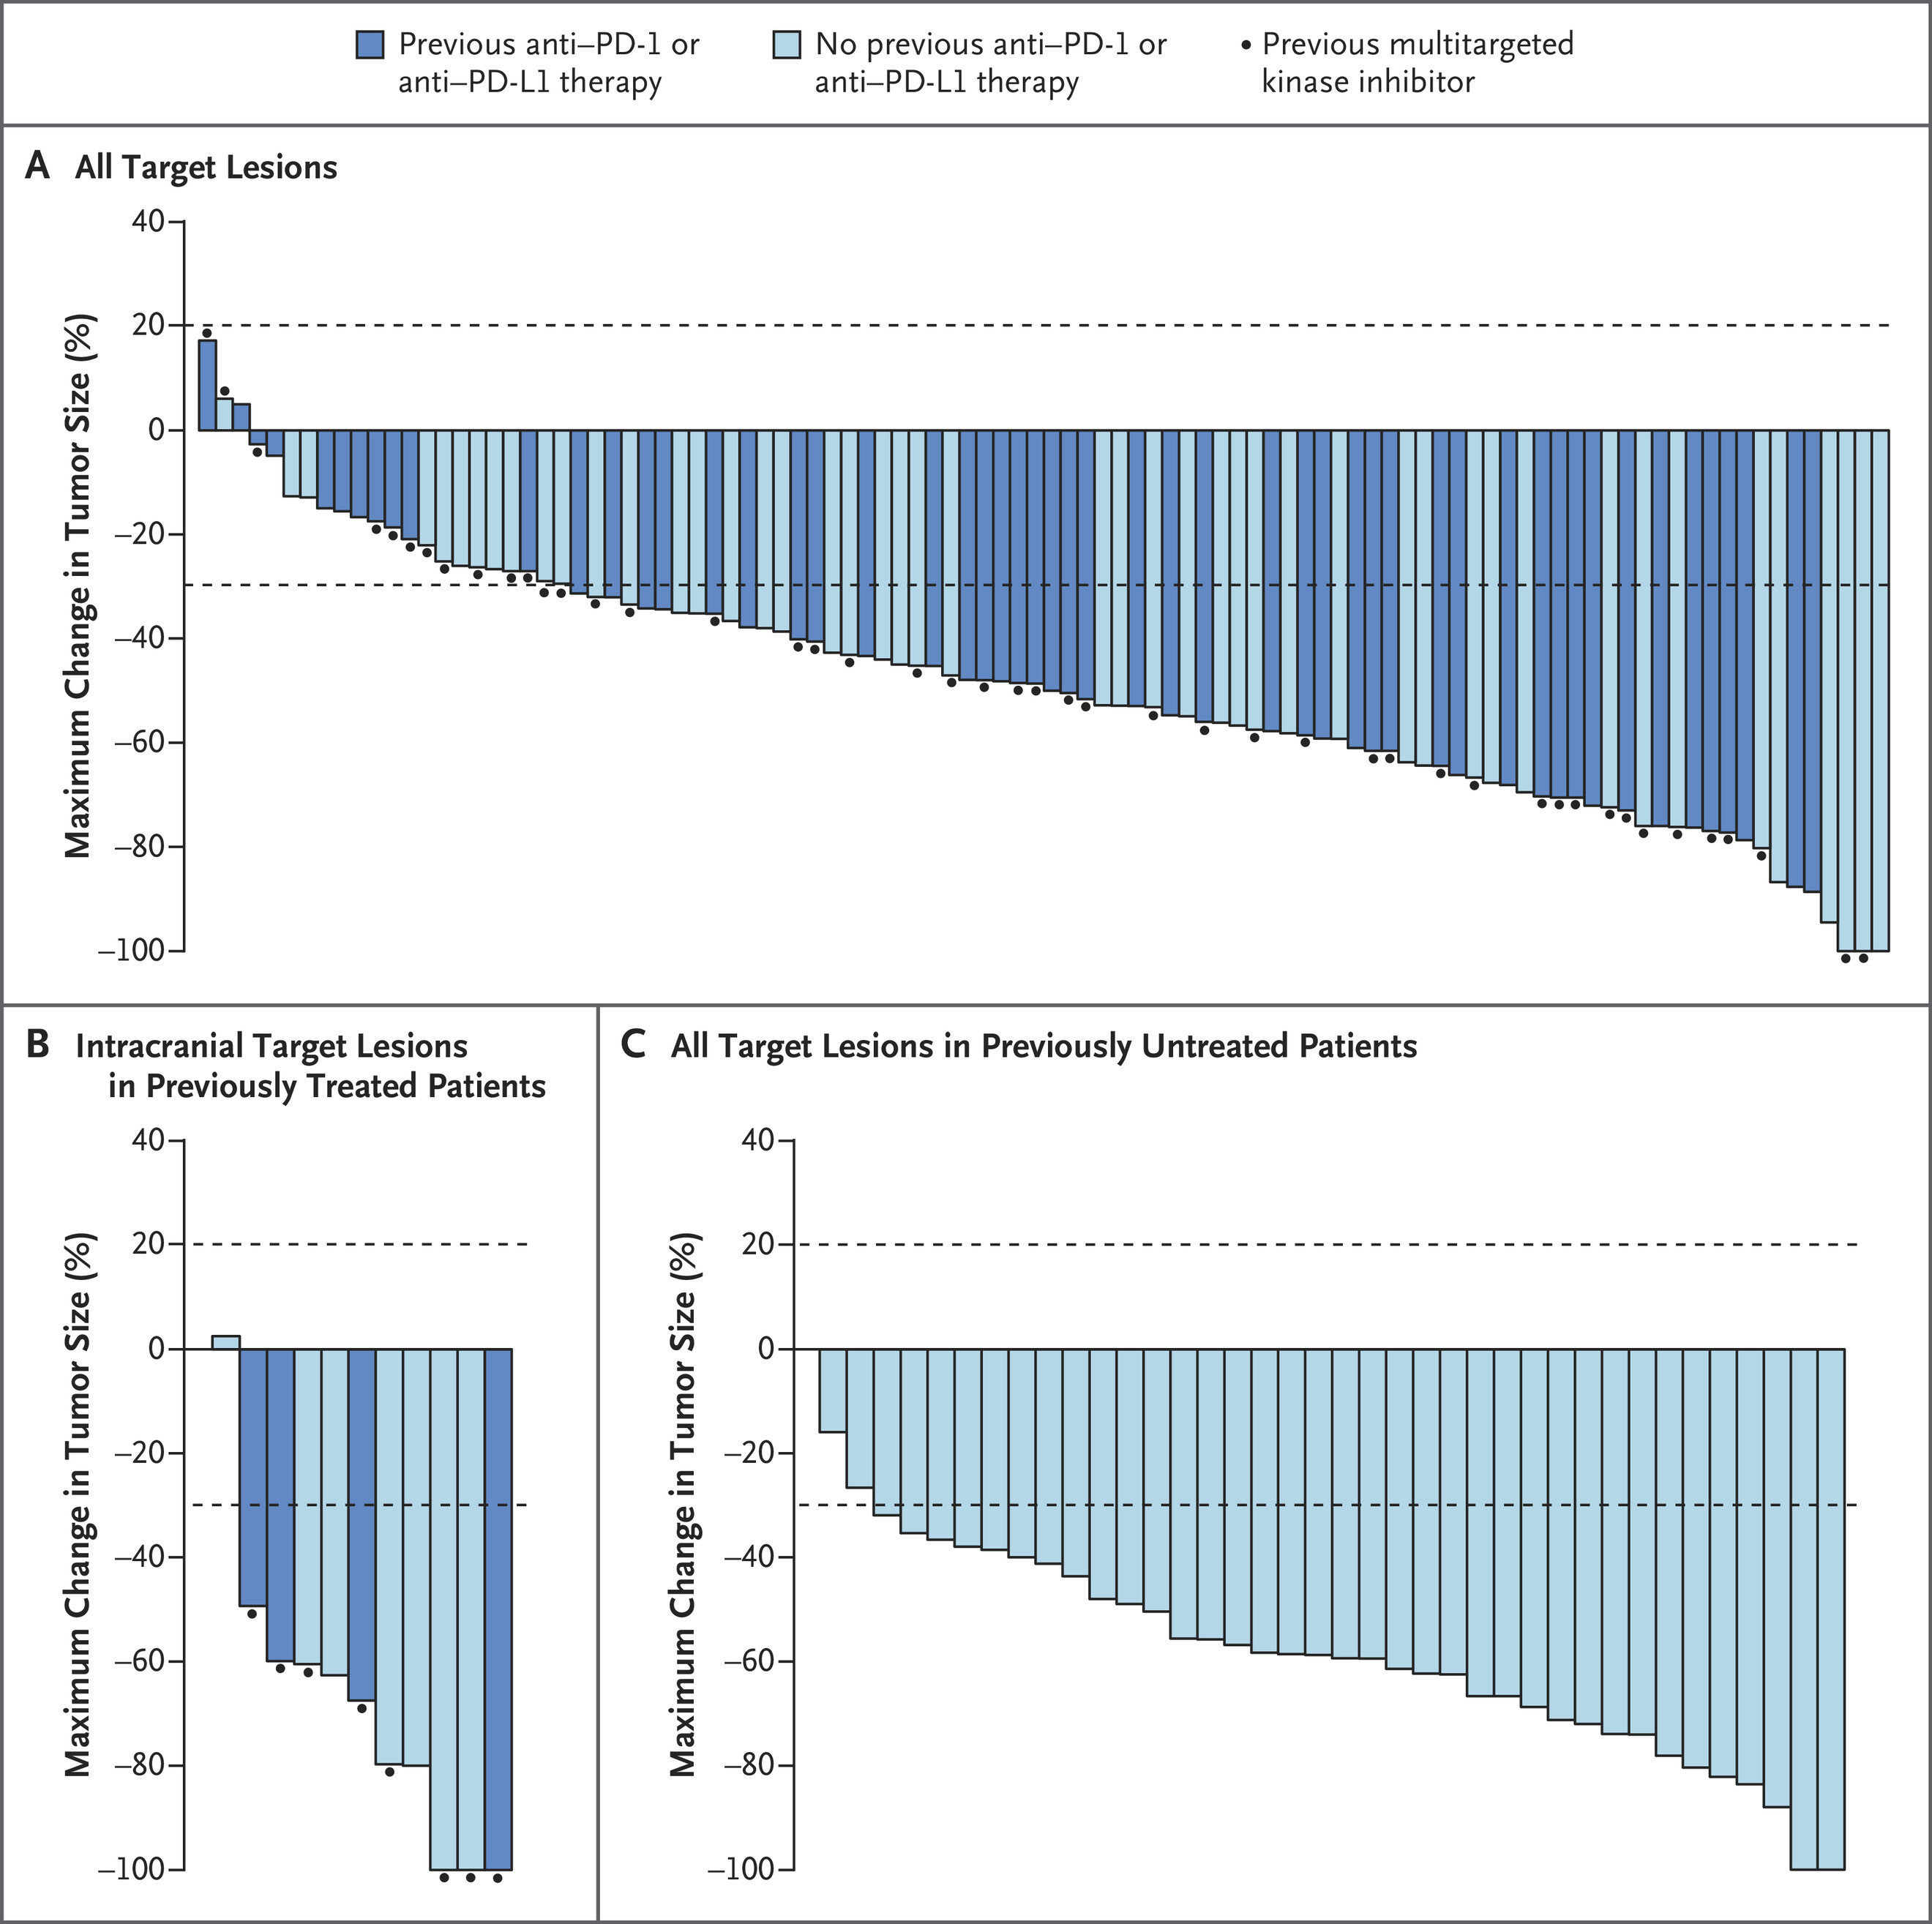 Previous anti–PD-1 or
anti–PD-L1 therapy
No previous anti–PD-1 or
anti–PD-L1 therapy
Previous multitargeted
kinase inhibitor
A All Target Lesions
Maximum Change in Tumor Size (%)
40
20
0
–20
–40
–60
–80
–100
B Intracranial Target Lesions
in Previously Treated Patients
Maximum Change in Tumor Size (%)
40
20
0
–20
–40
–60
–80
–100
C All Target Lesions in Previously Untreated Patients
Maximum Change in Tumor Size (%)
40
20
0
–20
–40
–60
–80
–100